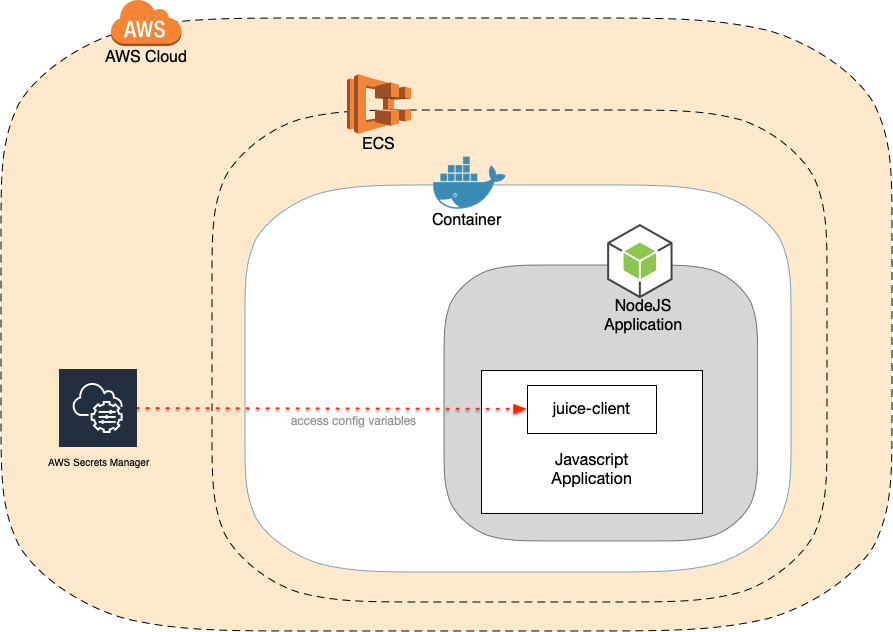 AWS
AWS Cloud
ECS
Container
NodeJS
Application
juice-client
access config variables
Javascript
Application
AWS Secrets Manager